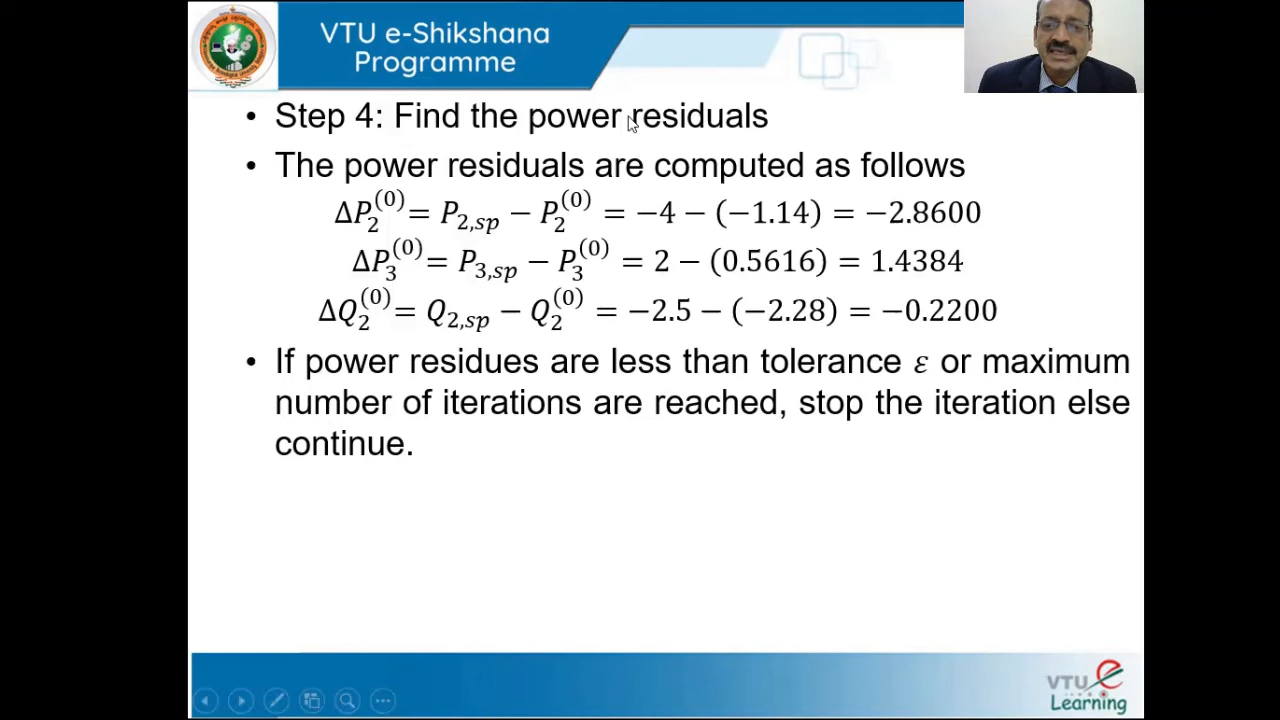 VTU e-Shikshana
Programme
• Step 4: Find the power residuals
• The power residuals are computed as follows
ΔP₂⁽⁰⁾ = P₂,sp − P₂⁽⁰⁾ = −4 − (−1.14) = −2.8600
ΔP₃⁽⁰⁾ = P₃,sp − P₃⁽⁰⁾ = 2 − (0.5616) = 1.4384
ΔQ₂⁽⁰⁾ = Q₂,sp − Q₂⁽⁰⁾ = −2.5 − (−2.28) = −0.2200
• If power residues are less than tolerance ε or maximum
number of iterations are reached, stop the iteration else
continue.
VTU e
Learning